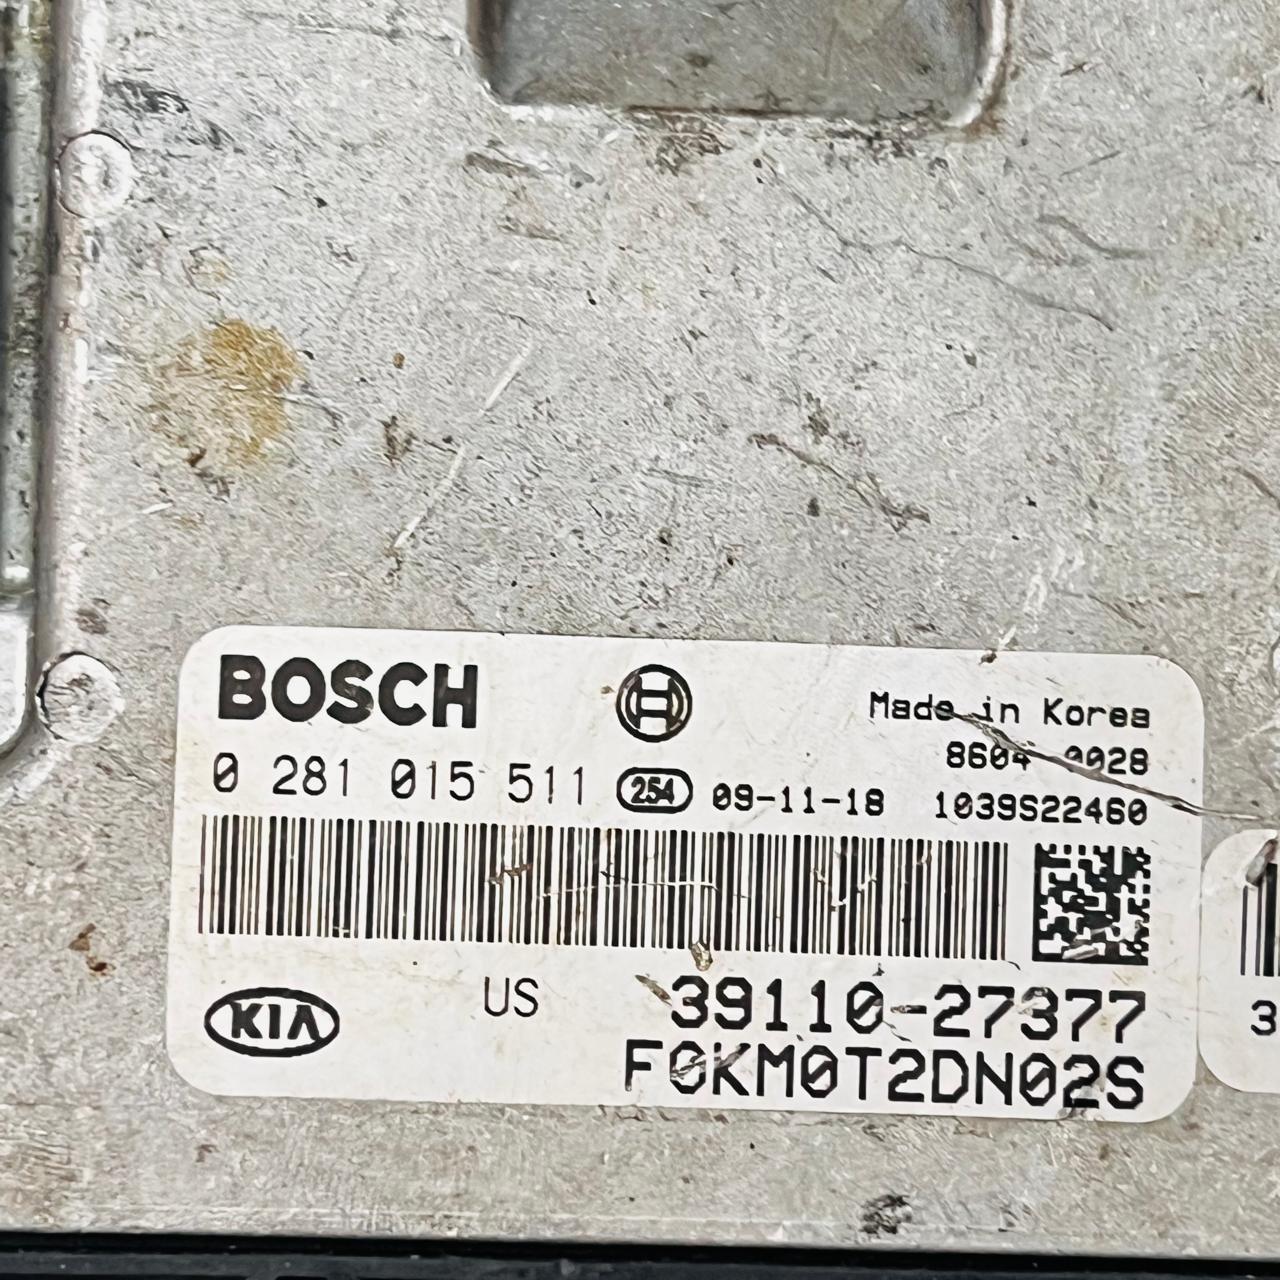 BOSCH
Made in Korea
8604 0028
0 281 015 511 254 09-11-18 1039S22460
US 39110-27377
KIA
F0KM0T2DN02S
3